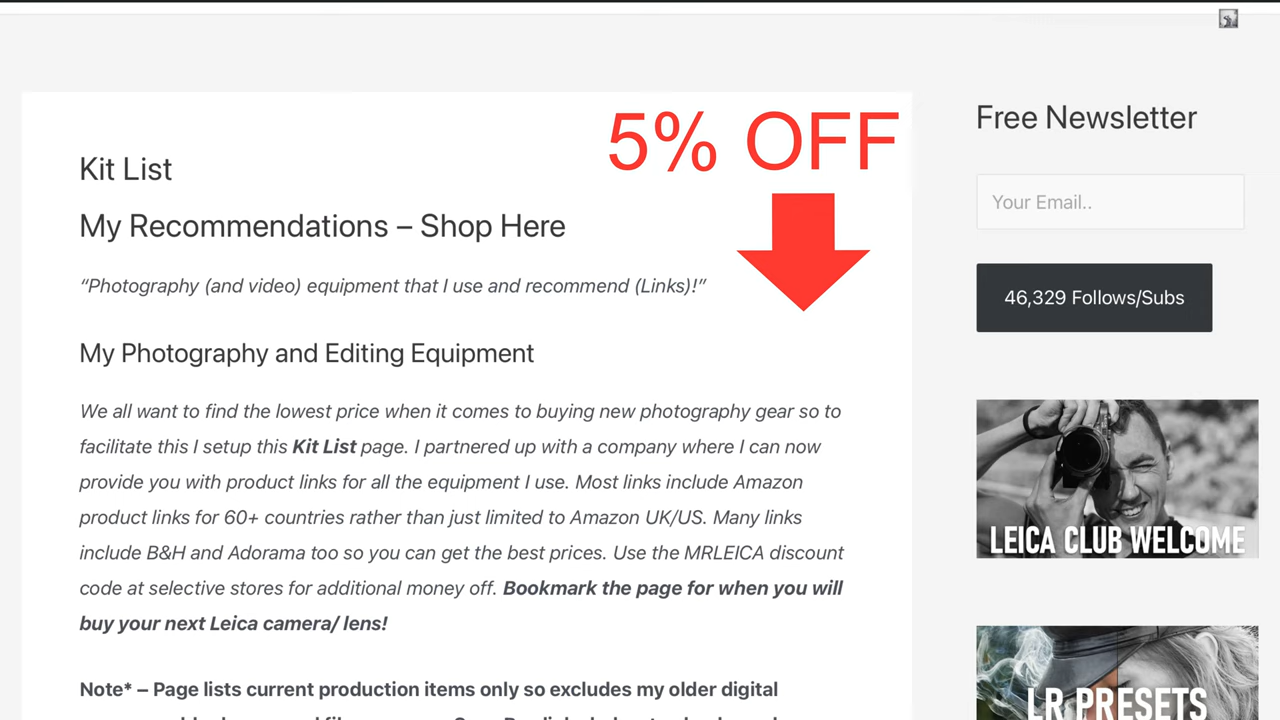 5% OFF
Kit List
My Recommendations – Shop Here
“Photography (and video) equipment that I use and recommend (Links)!”
My Photography and Editing Equipment
We all want to find the lowest price when it comes to buying new photography gear so to
facilitate this I setup this Kit List page. I partnered up with a company where I can now
provide you with product links for all the equipment I use. Most links include Amazon
product links for 60+ countries rather than just limited to Amazon UK/US. Many links
include B&H and Adorama too so you can get the best prices. Use the MRLEICA discount
code at selective stores for additional money off. Bookmark the page for when you will
buy your next Leica camera/ lens!
Note* – Page lists current production items only so excludes my older digital
Free Newsletter
Your Email..
46,329 Follows/Subs
LEICA CLUB WELCOME
LR PRESETS